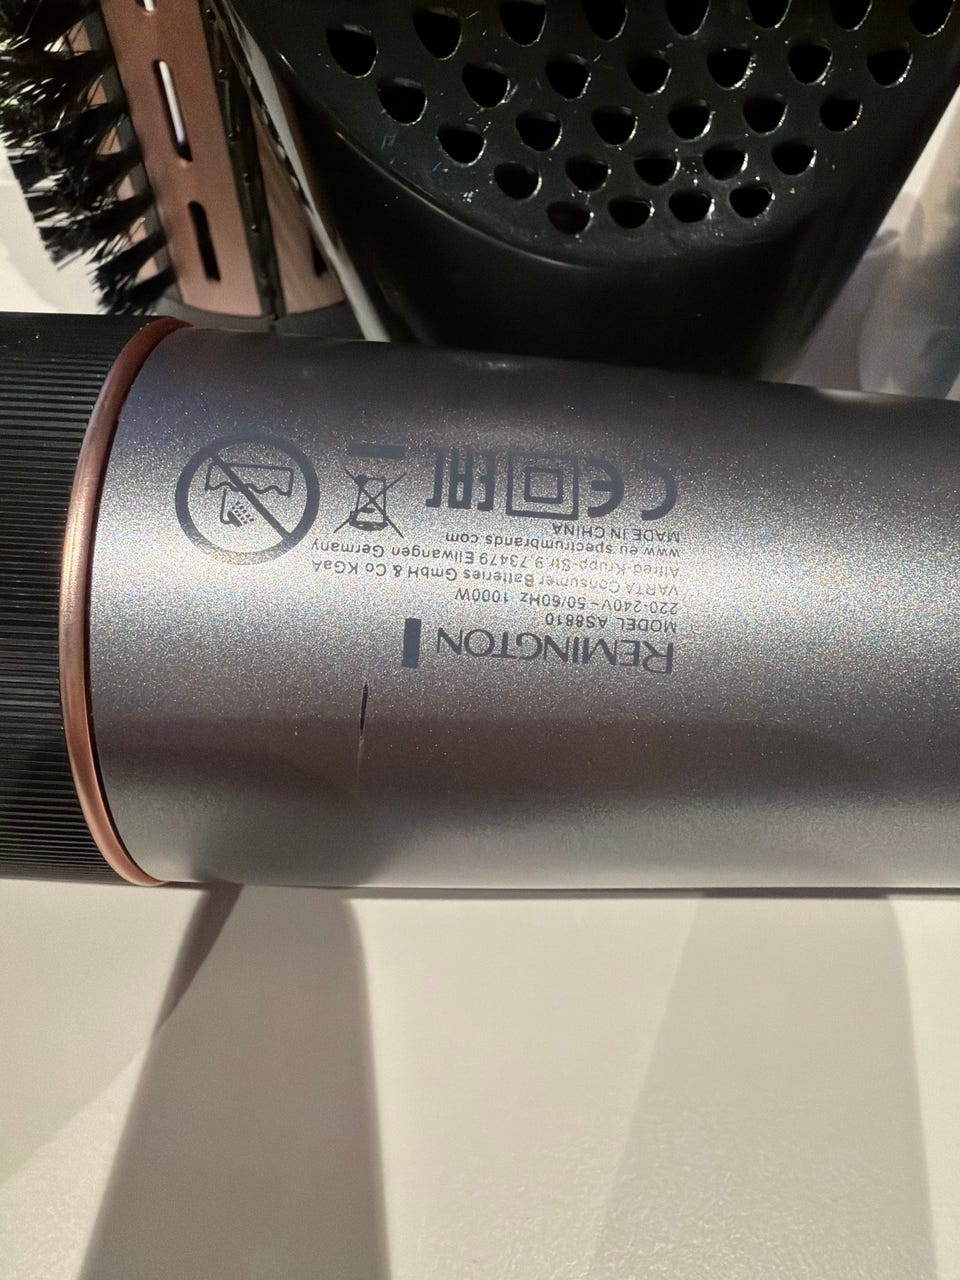 REMINGTON
MODEL AS8810
220-240V~50/60Hz 1000W
VARTA Consumer Batteries GmbH & Co KGaA
Alfred-Krupp-Str 9 73479 Ellwangen Germany
www.eu.spectrumbrands.com
MADE IN CHINA
CE EAC